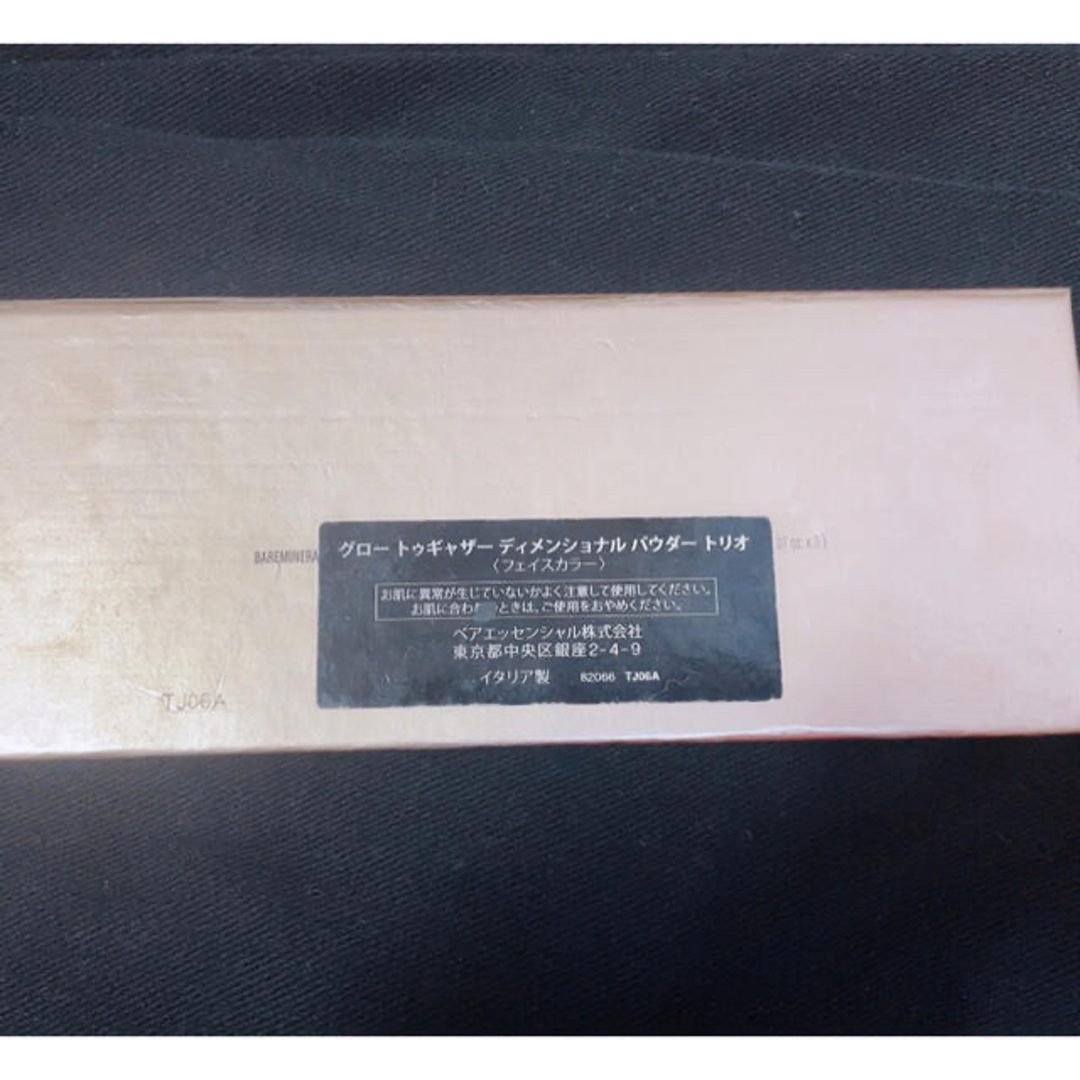 グロー トゥギャザー ディメンショナル パウダー トリオ
〈フェイスカラー〉
お肌に異常が生じていないかよく注意して使用してください。
お肌に合わ ときは、ご使用をおやめください。
ベアエッセンシャル株式会社
東京都中央区銀座2-4-9
イタリア製 82066 TJ06A
BAREMINERA
TJ06A